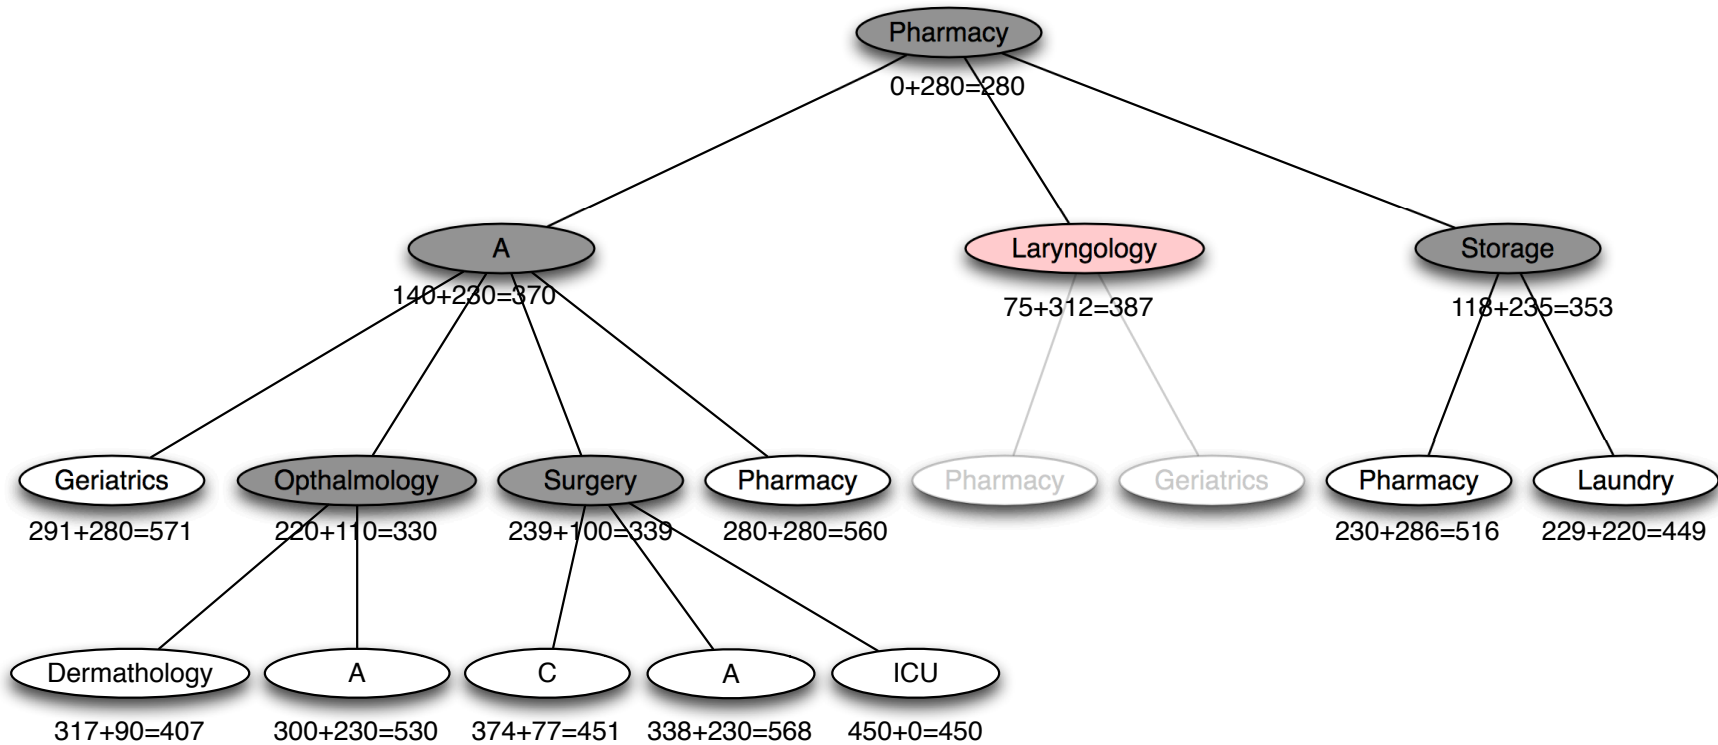 Pharmacy
0+280=280
A
Laryngology
Storage
140+230=370
75+312=387
118+235=353
Geriatrics
Opthalmology
Surgery
Pharmacy
Pharmacy
Geriatrics
Pharmacy
Laundry
291+280=571
220+110=330
239+100=339
280+280=560
230+286=516
229+220=449
Dermathology
A
C
A
ICU
317+90=407
300+230=530
374+77=451
338+230=568
450+0=450